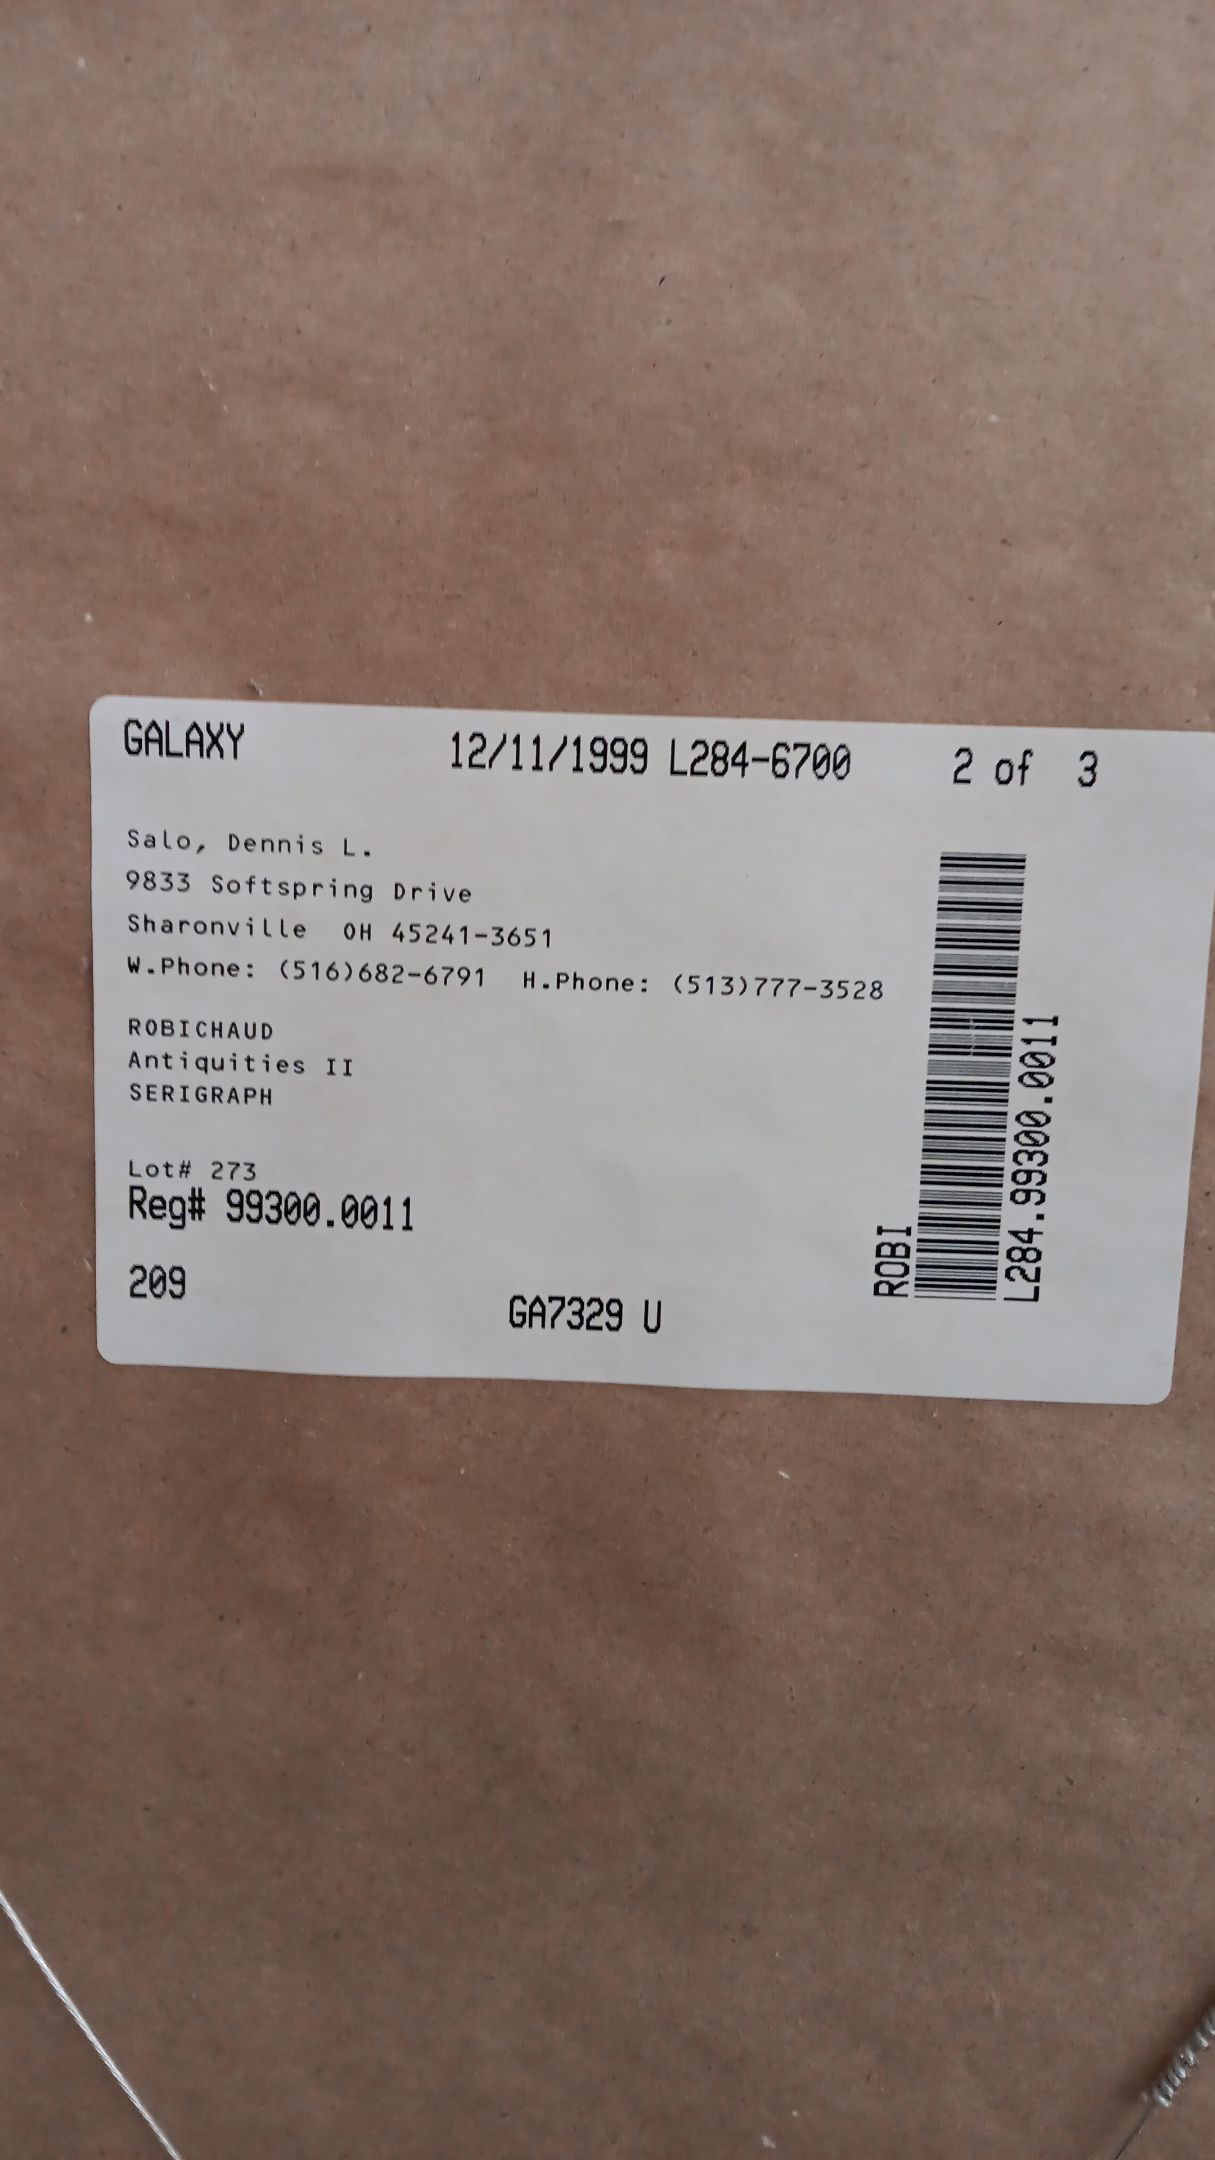 GALAXY 12/11/1999 L284-6700 2 of 3
Salo, Dennis L.
9833 Softspring Drive
Sharonville OH 45241-3651
W.Phone: (516)682-6791 H.Phone: (513)777-3528
ROBICHAUD
Antiquities II
SERIGRAPH
Lot# 273
Reg# 99300.0011
209
GA7329 U
ROBI
L284.99300.0011